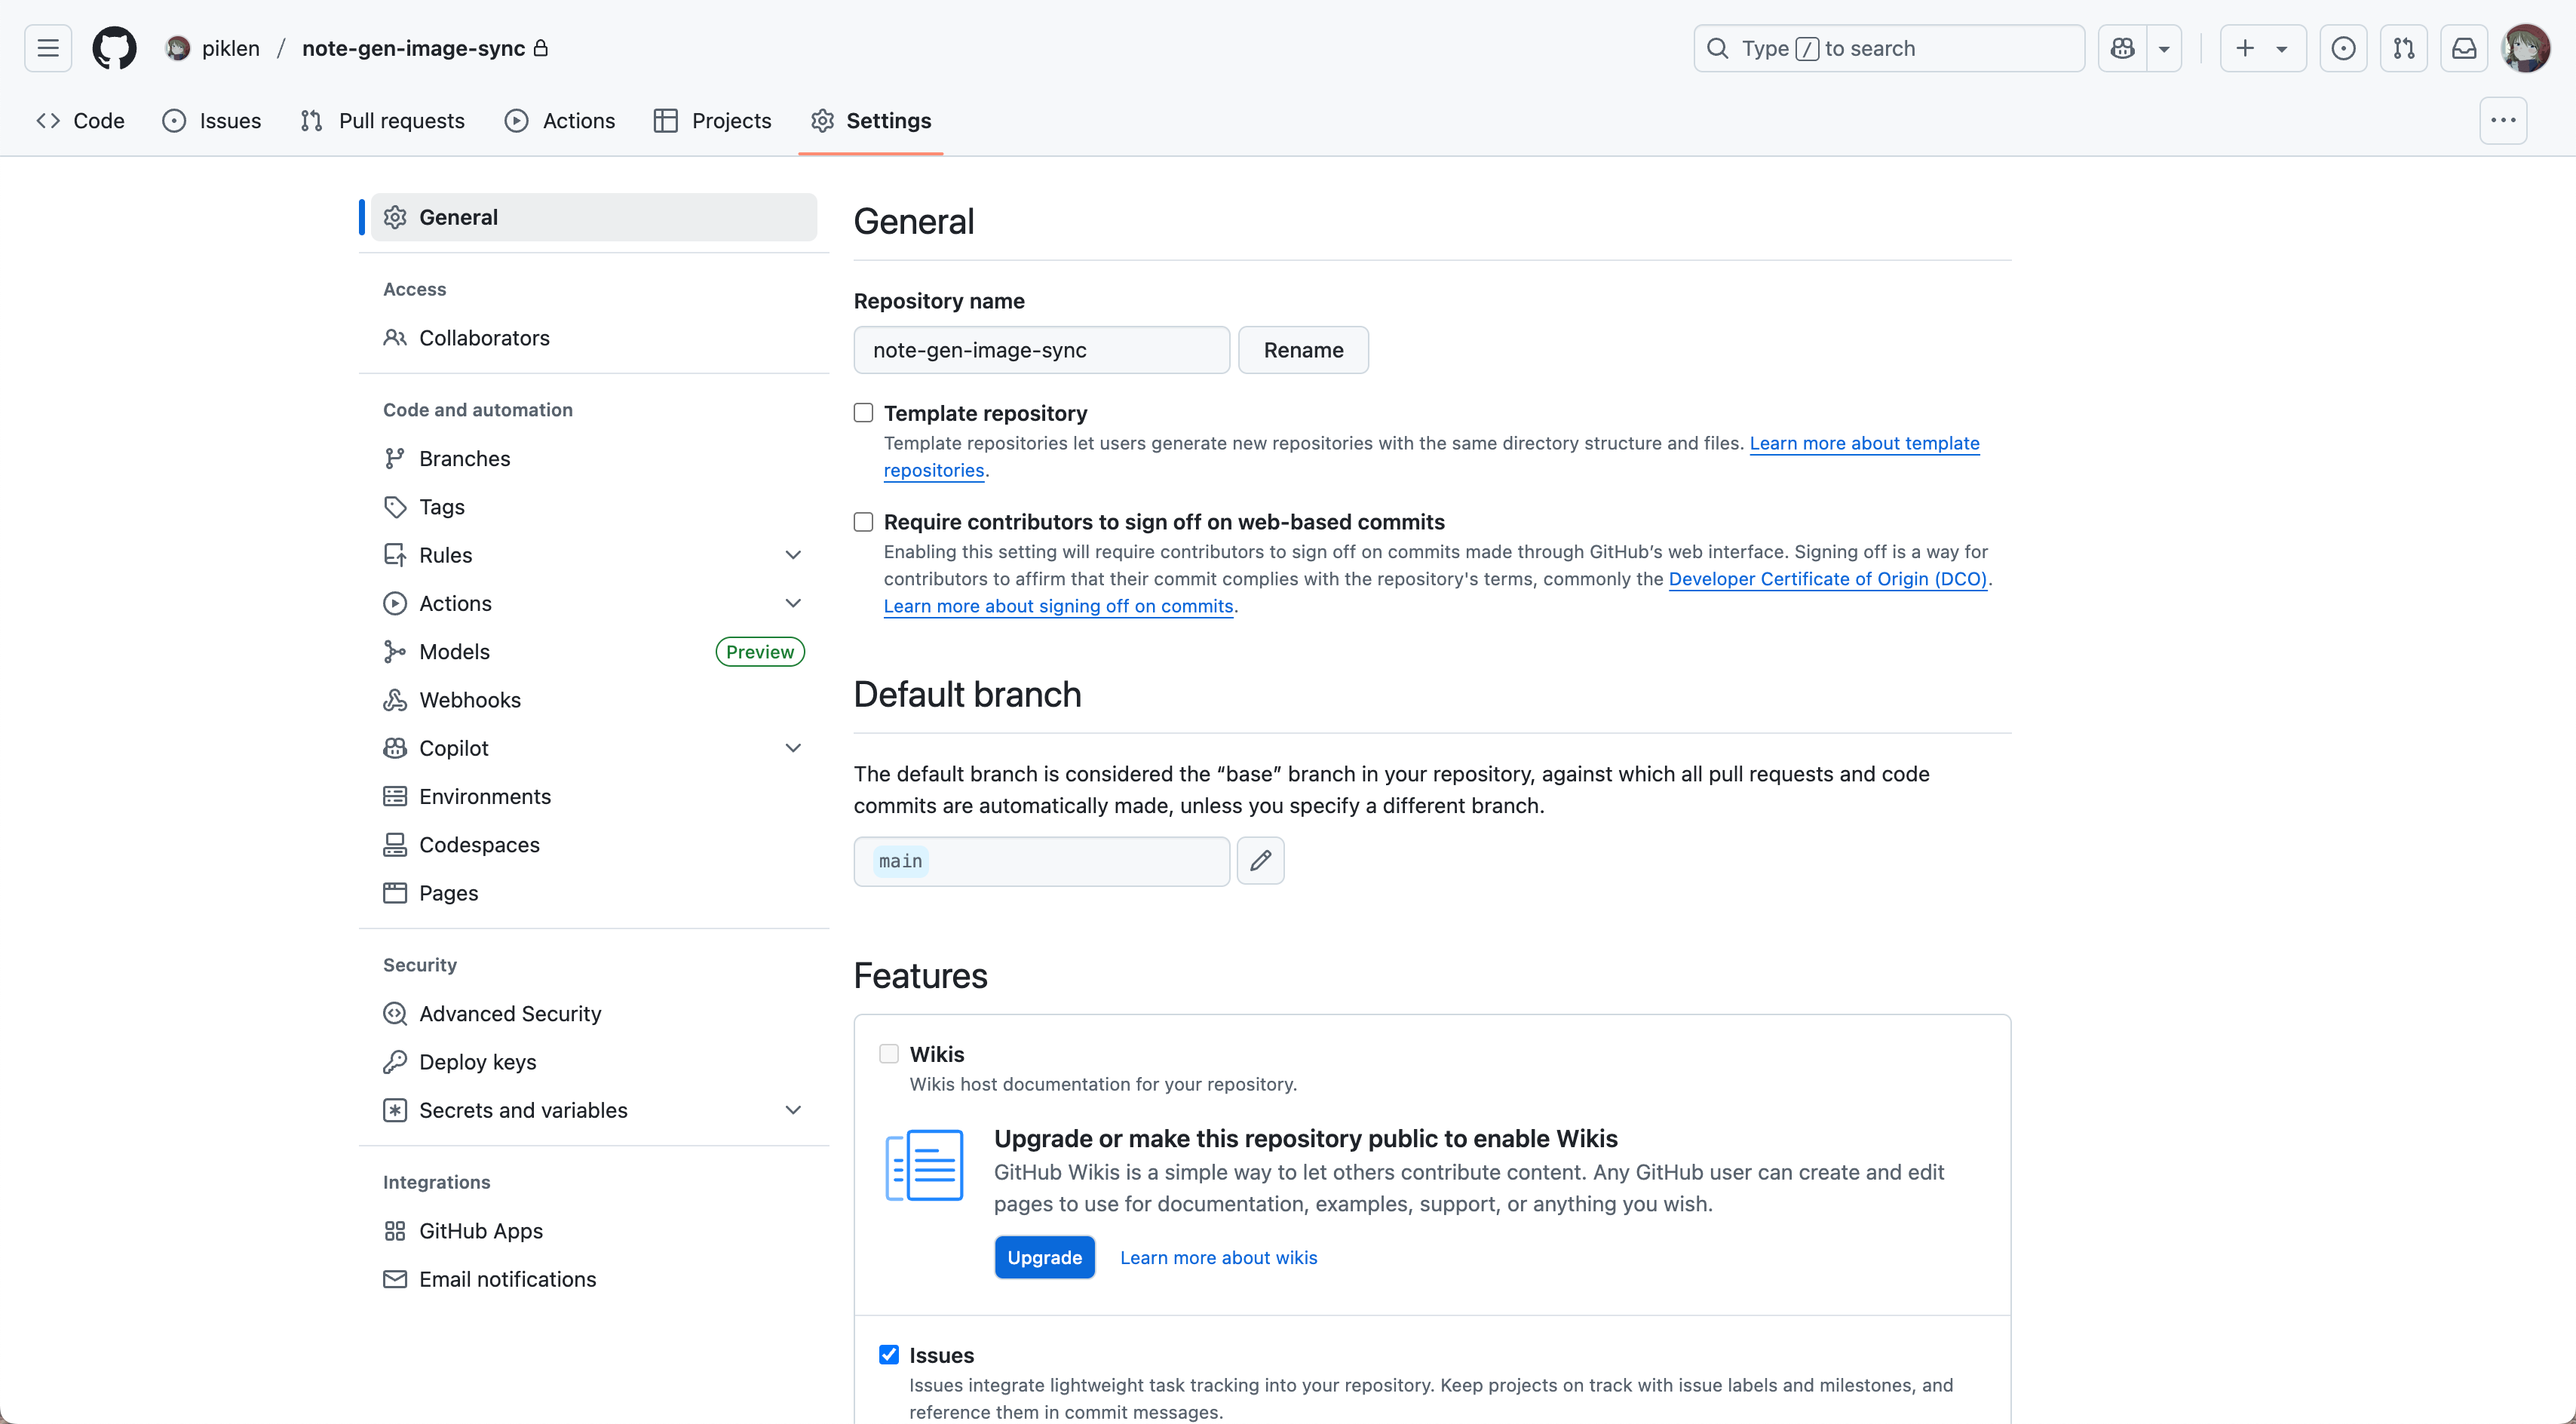 piklen / note-gen-image-sync
Type / to search
Code
Issues
Pull requests
Actions
Projects
Settings
General
Access
Collaborators
Code and automation
Branches
Tags
Rules
Actions
Models
Preview
Webhooks
Copilot
Environments
Codespaces
Pages
Security
Advanced Security
Deploy keys
Secrets and variables
Integrations
GitHub Apps
Email notifications
General
Repository name
note-gen-image-sync
Rename
Template repository
Template repositories let users generate new repositories with the same directory structure and files. Learn more about template
repositories.
Require contributors to sign off on web-based commits
Enabling this setting will require contributors to sign off on commits made through GitHub’s web interface. Signing off is a way for
contributors to affirm that their commit complies with the repository's terms, commonly the Developer Certificate of Origin (DCO).
Learn more about signing off on commits.
Default branch
The default branch is considered the “base” branch in your repository, against which all pull requests and code
commits are automatically made, unless you specify a different branch.
main
Features
Wikis
Wikis host documentation for your repository.
Upgrade or make this repository public to enable Wikis
GitHub Wikis is a simple way to let others contribute content. Any GitHub user can create and edit
pages to use for documentation, examples, support, or anything you wish.
Upgrade
Learn more about wikis
Issues
Issues integrate lightweight task tracking into your repository. Keep projects on track with issue labels and milestones, and
reference them in commit messages.